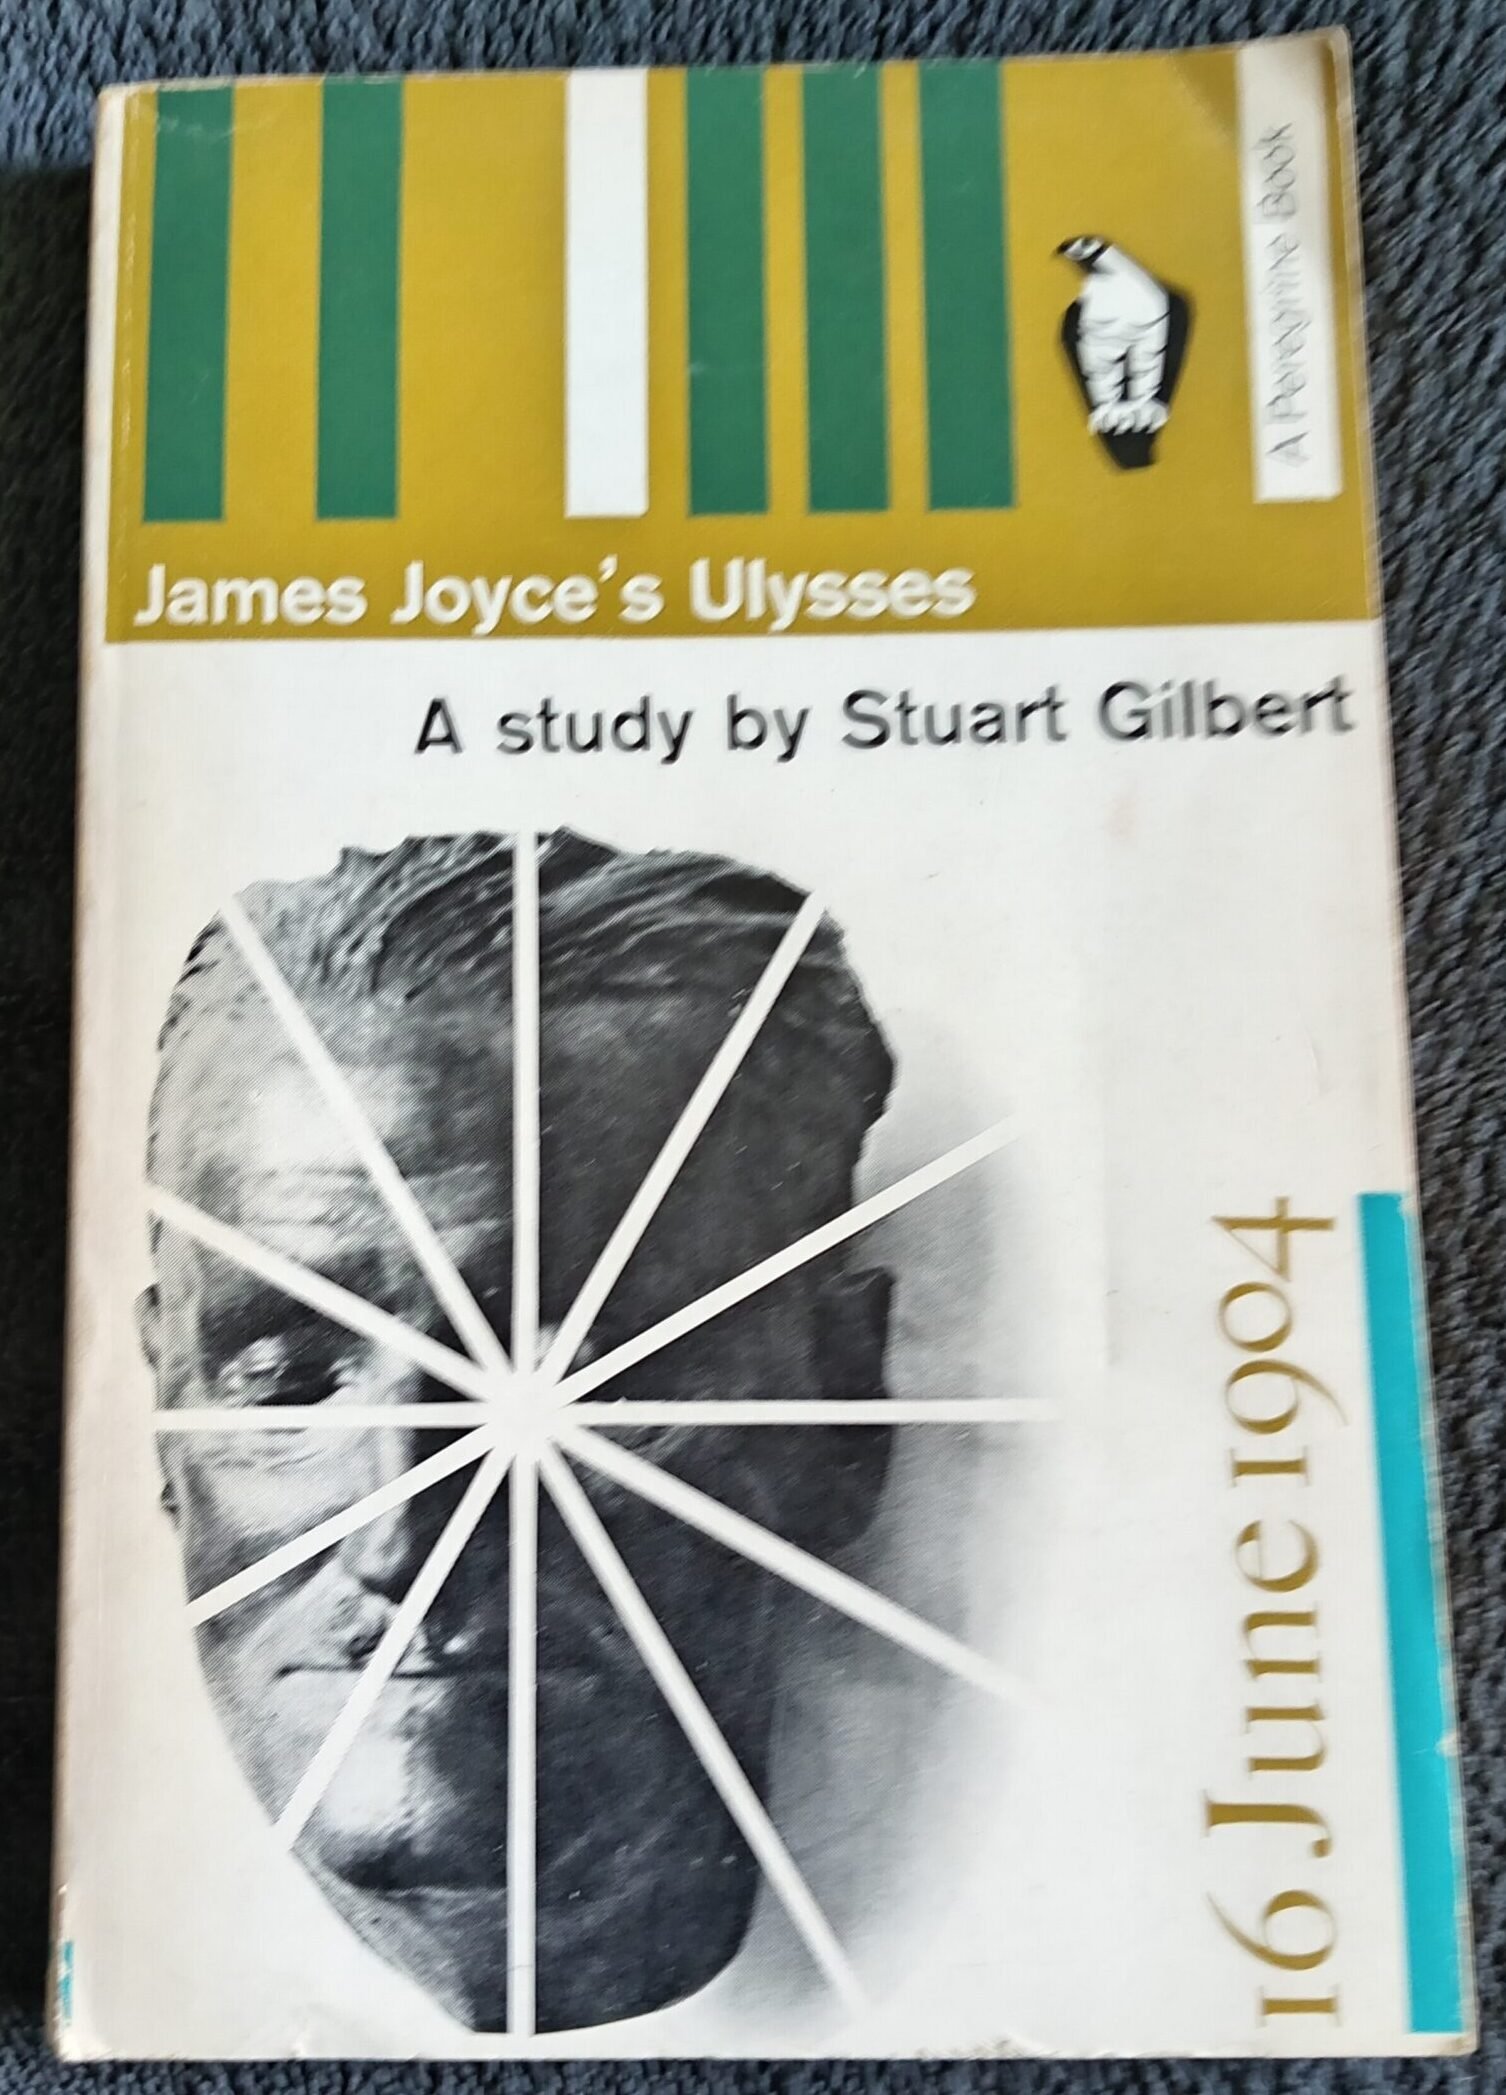 A Peregrine Book
James Joyce's Ulysses
A study by Stuart Gilbert
16 June 1904